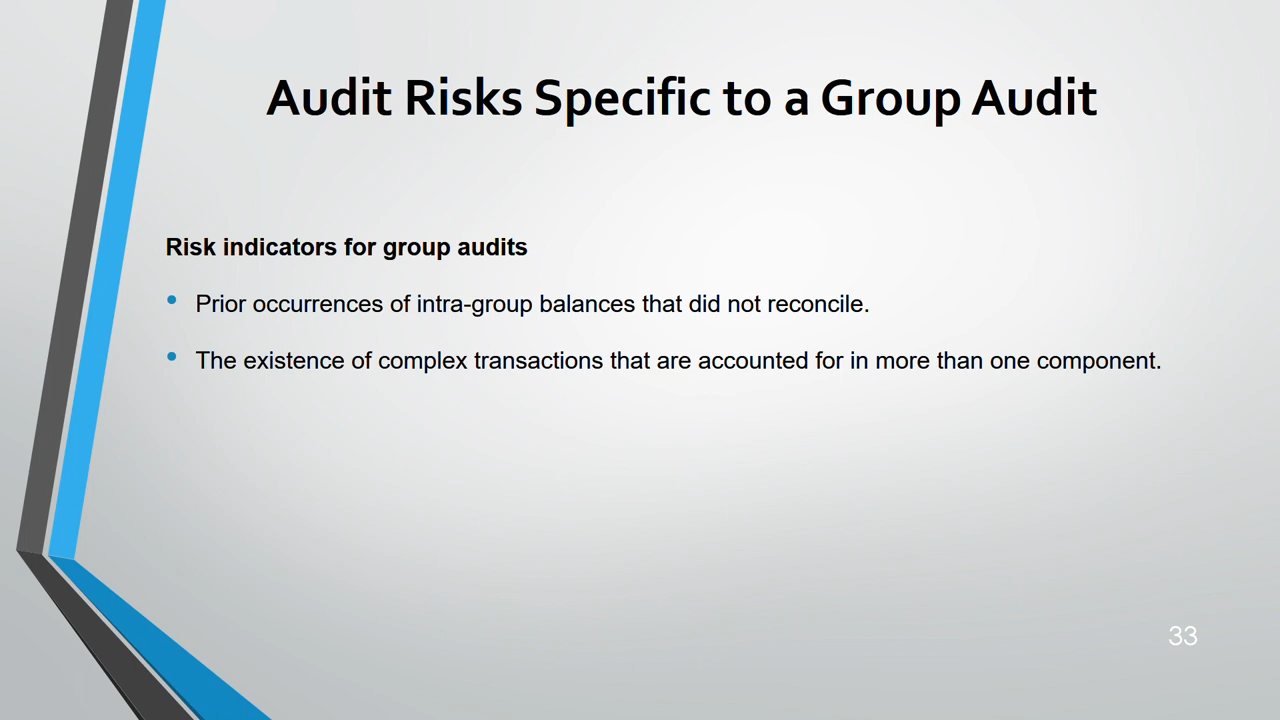 Audit Risks Specific to a Group Audit
Risk indicators for group audits
• Prior occurrences of intra-group balances that did not reconcile.
• The existence of complex transactions that are accounted for in more than one component.
33